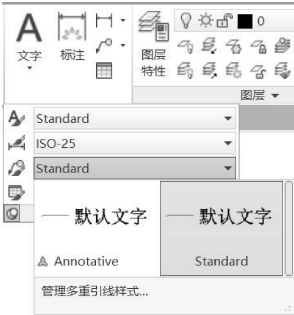 A
文字
标注
图层
特性
0
图层
Standard
ISO-25
Standard
默认文字
默认文字
Annotative
Standard
管理多重引线样式...